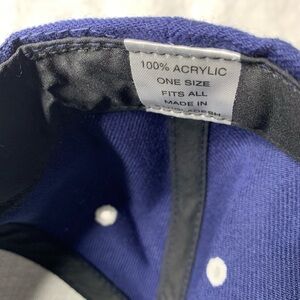 100% ACRYLIC
ONE SIZE
FITS ALL
MADE IN